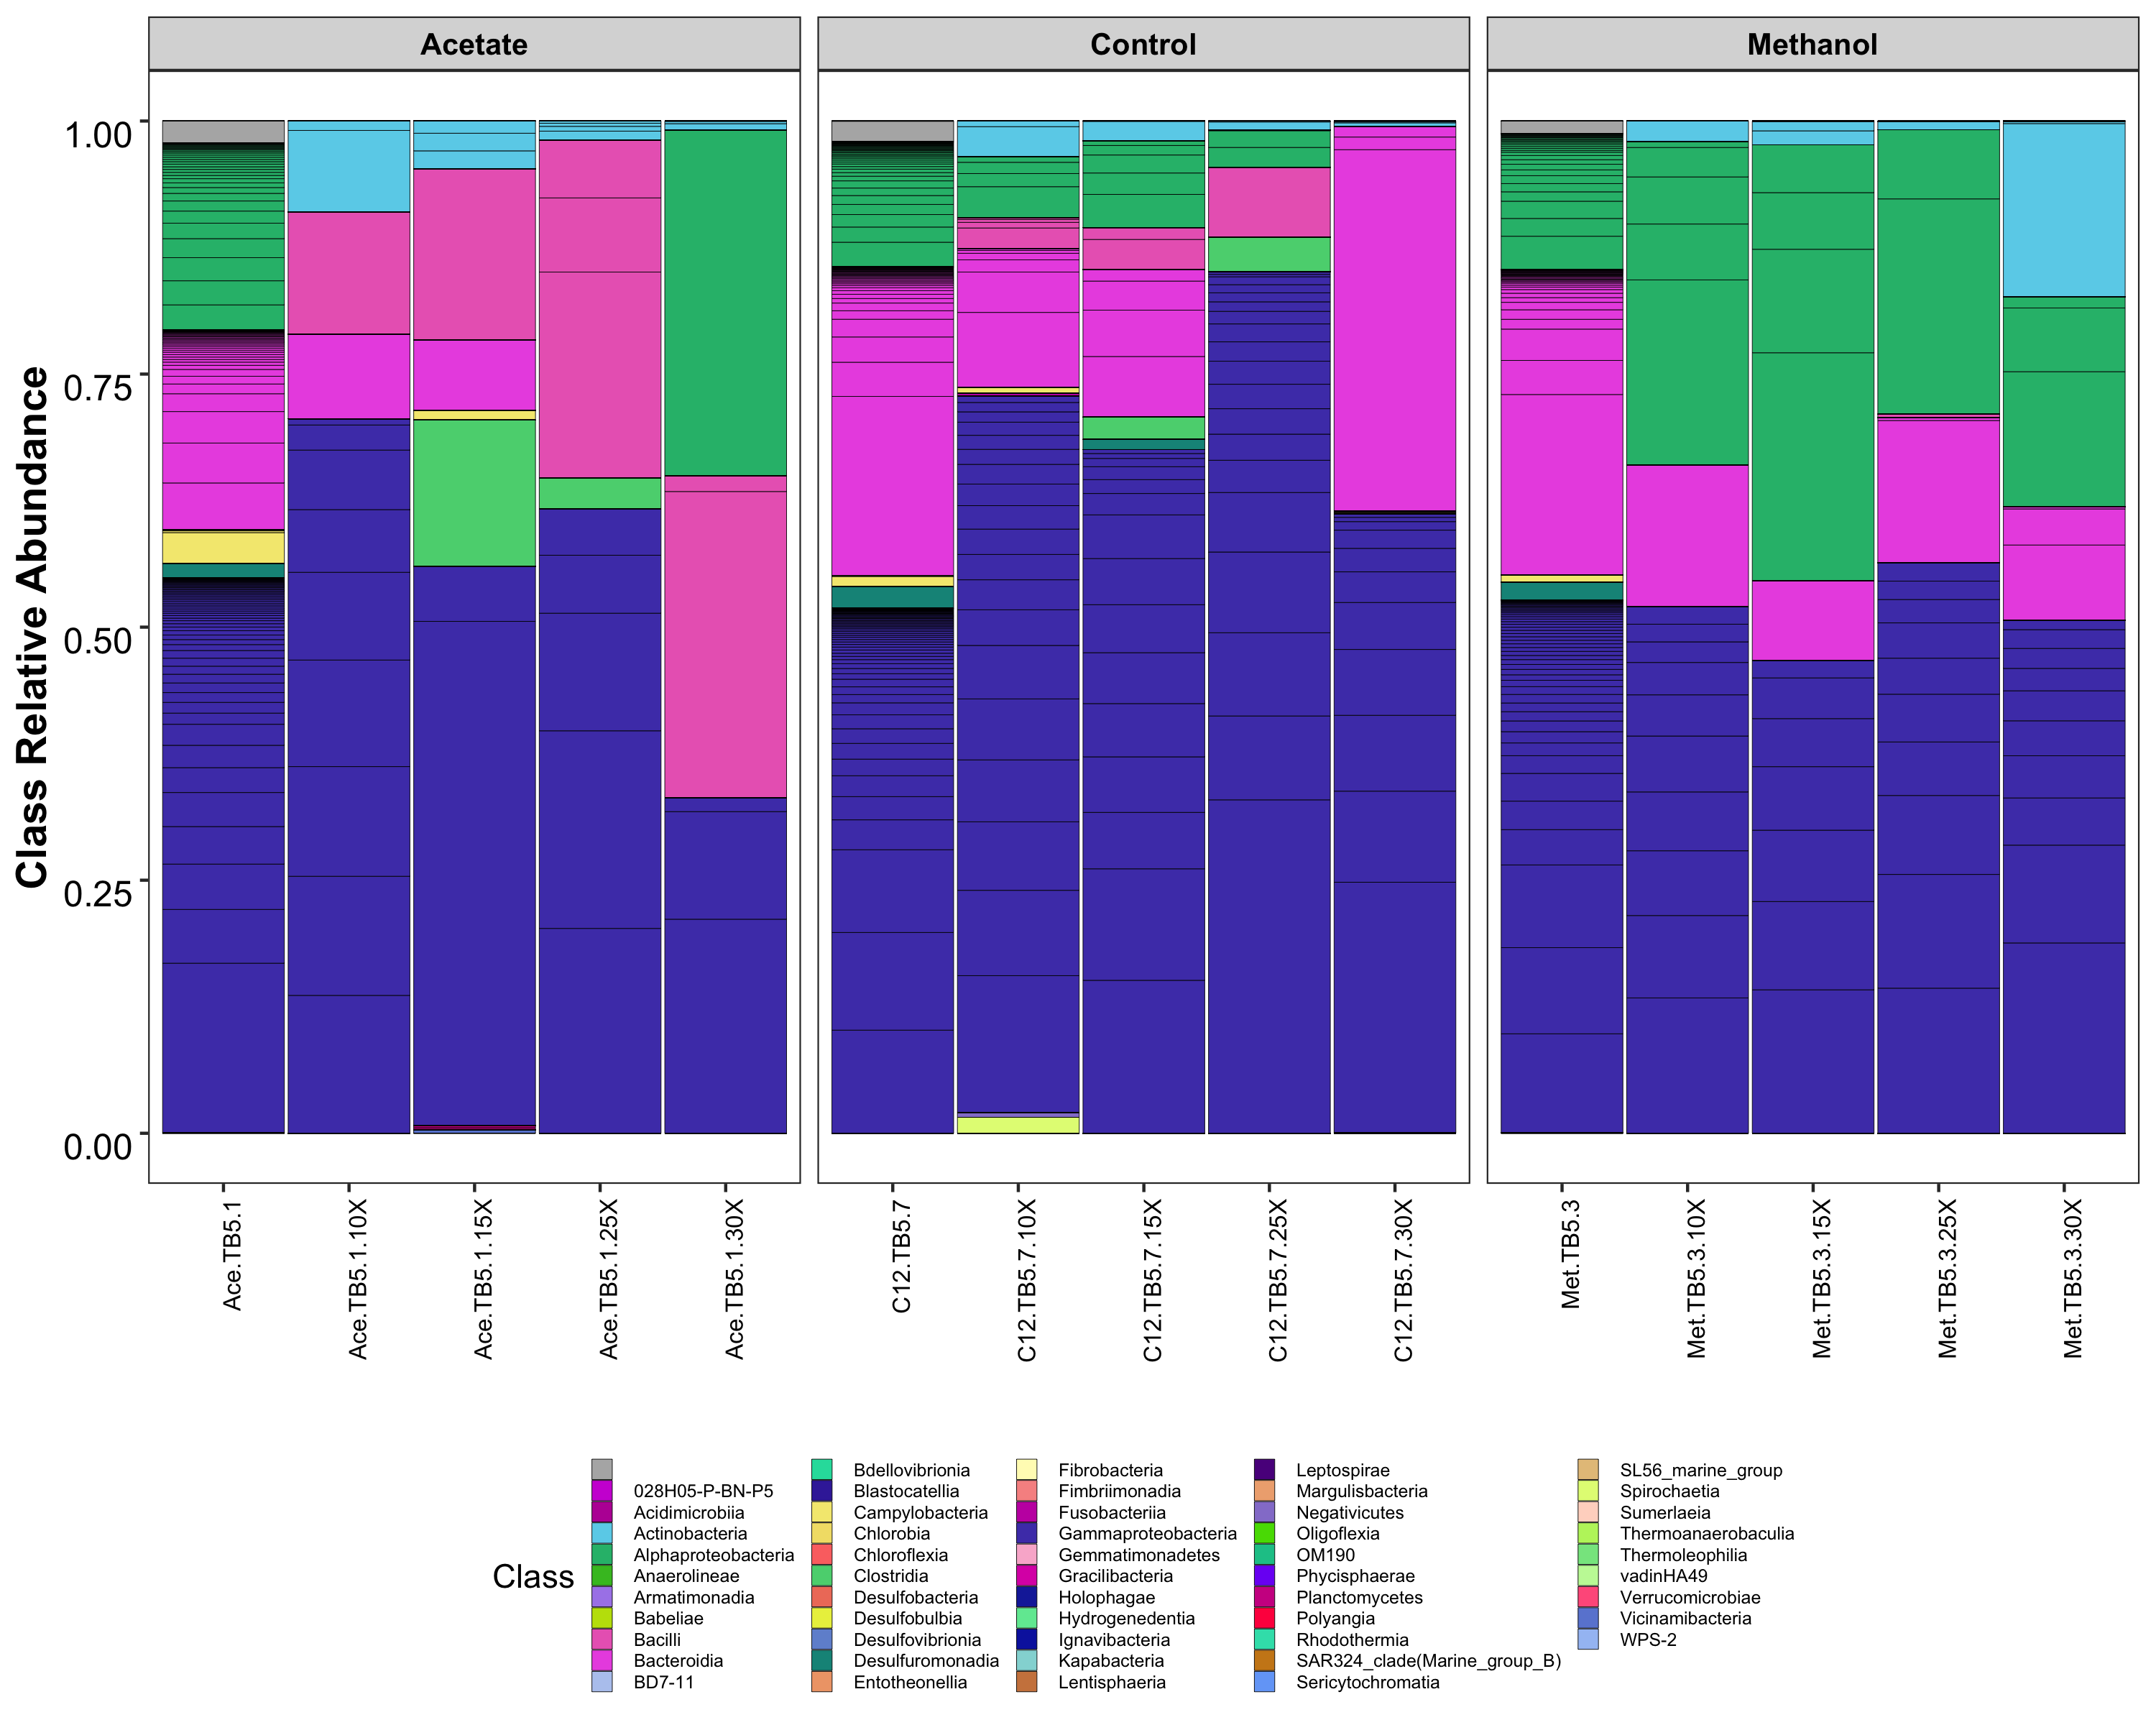 Acetate
Control
Methanol
Class Relative Abundance
1.00
0.75
0.50
0.25
0.00
Ace.TB5.1
Ace.TB5.1.10X
Ace.TB5.1.15X
Ace.TB5.1.25X
Ace.TB5.1.30X
C12.TB5.7
C12.TB5.7.10X
C12.TB5.7.15X
C12.TB5.7.25X
C12.TB5.7.30X
Met.TB5.3
Met.TB5.3.10X
Met.TB5.3.15X
Met.TB5.3.25X
Met.TB5.3.30X
Class
028H05-P-BN-P5
Acidimicrobiia
Actinobacteria
Alphaproteobacteria
Anaerolineae
Armatimonadia
Babeliae
Bacilli
Bacteroidia
BD7-11
Bdellovibrionia
Blastocatellia
Campylobacteria
Chlorobia
Chloroflexia
Clostridia
Desulfobacteria
Desulfobulbia
Desulfovibrionia
Desulfuromonadia
Entotheonellia
Fibrobacteria
Fimbriimonadia
Fusobacteriia
Gammaproteobacteria
Gemmatimonadetes
Gracilibacteria
Holophagae
Hydrogenedentia
Ignavibacteria
Kapabacteria
Lentisphaeria
Leptospirae
Margulisbacteria
Negativicutes
Oligoflexia
OM190
Phycisphaerae
Planctomycetes
Polyangia
Rhodothermia
SAR324_clade(Marine_group_B)
Sericytochromatia
SL56_marine_group
Spirochaetia
Sumerlaeia
Thermoanaerobaculia
Thermoleophilia
vadinHA49
Verrucomicrobiae
Vicinamibacteria
WPS-2